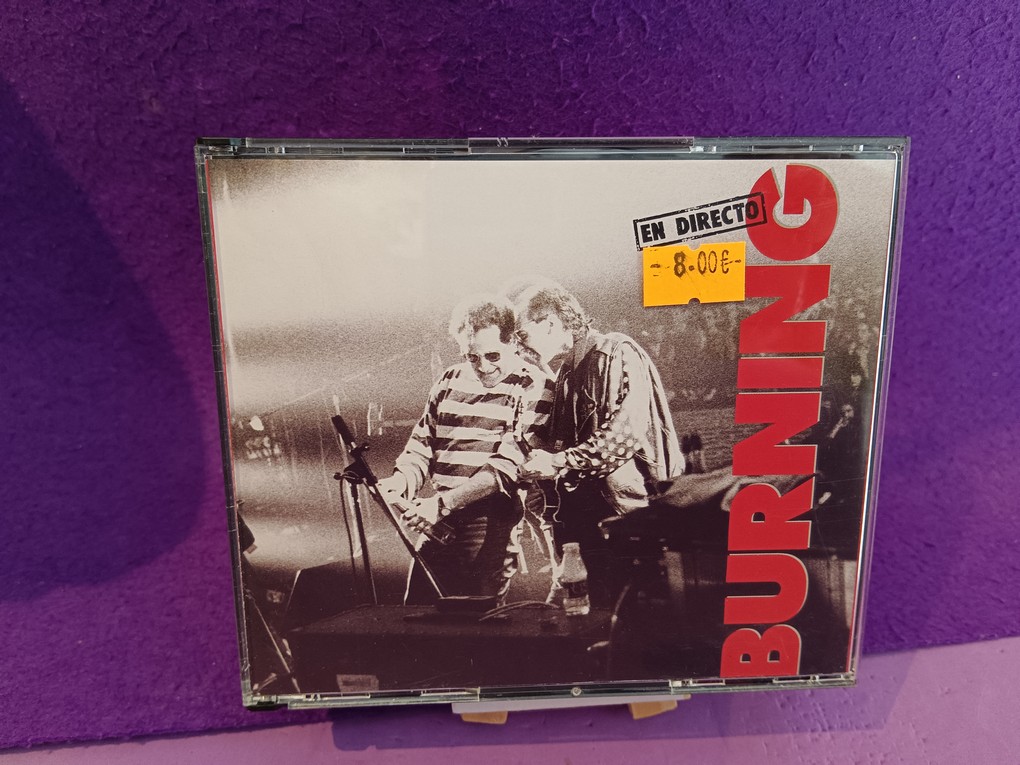 EN DIRECTO
- 8.00€-
BURNING